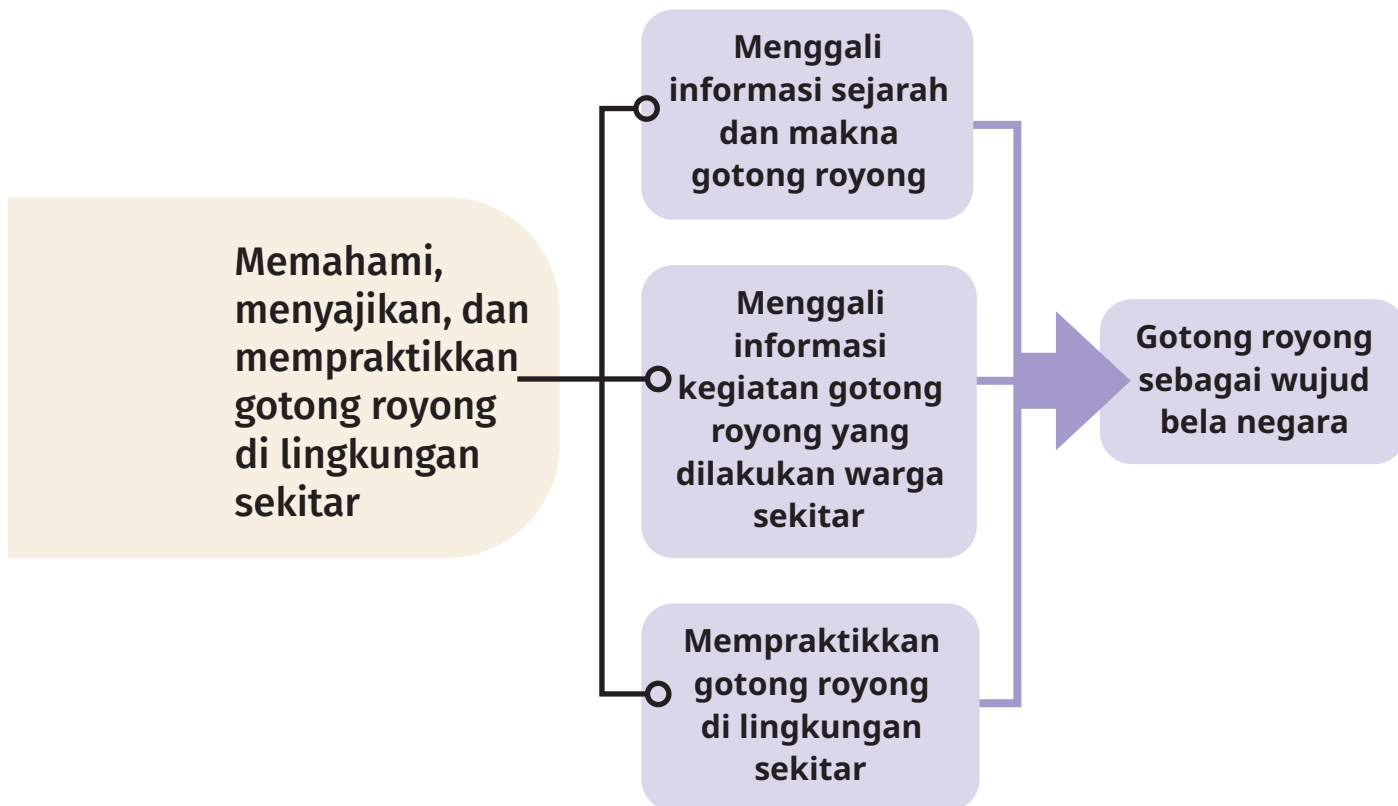 Memahami,
menyajikan, dan
mempraktikkan
gotong royong
di lingkungan
sekitar
Menggali
informasi sejarah
dan makna
gotong royong
Menggali
informasi
kegiatan gotong
royong yang
dilakukan warga
sekitar
Mempraktikkan
gotong royong
di lingkungan
sekitar
Gotong royong
sebagai wujud
bela negara